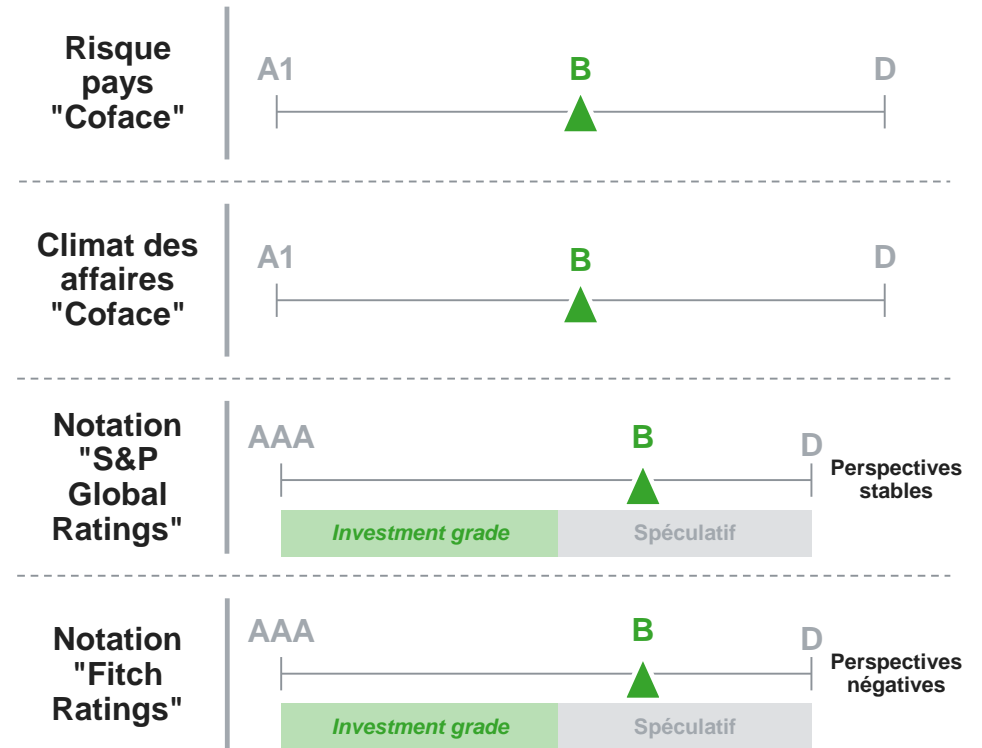 Risque
pays
"Coface"
A1
B
D
Climat des
affaires
"Coface"
A1
B
D
Notation
"S&P
Global
Ratings"
AAA
B
D
Perspectives
stables
Investment grade
Spéculatif
Notation
"Fitch
Ratings"
AAA
B
D
Perspectives
négatives
Investment grade
Spéculatif